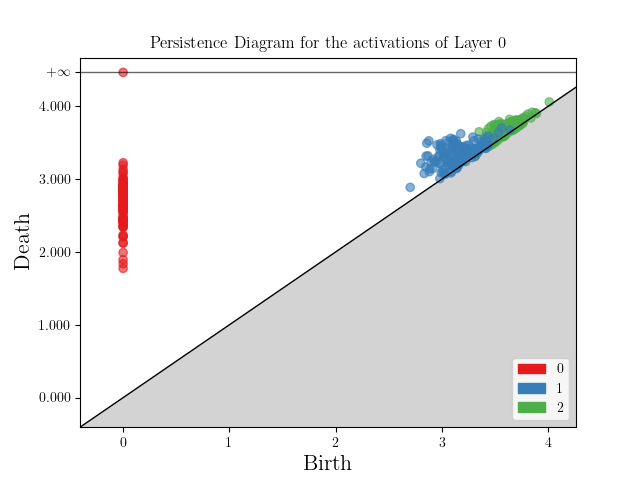 Persistence Diagram for the activations of Layer 0
+∞
4.000
3.000
2.000
1.000
0.000
Death
0
1
2
0 1 2 3 4
Birth